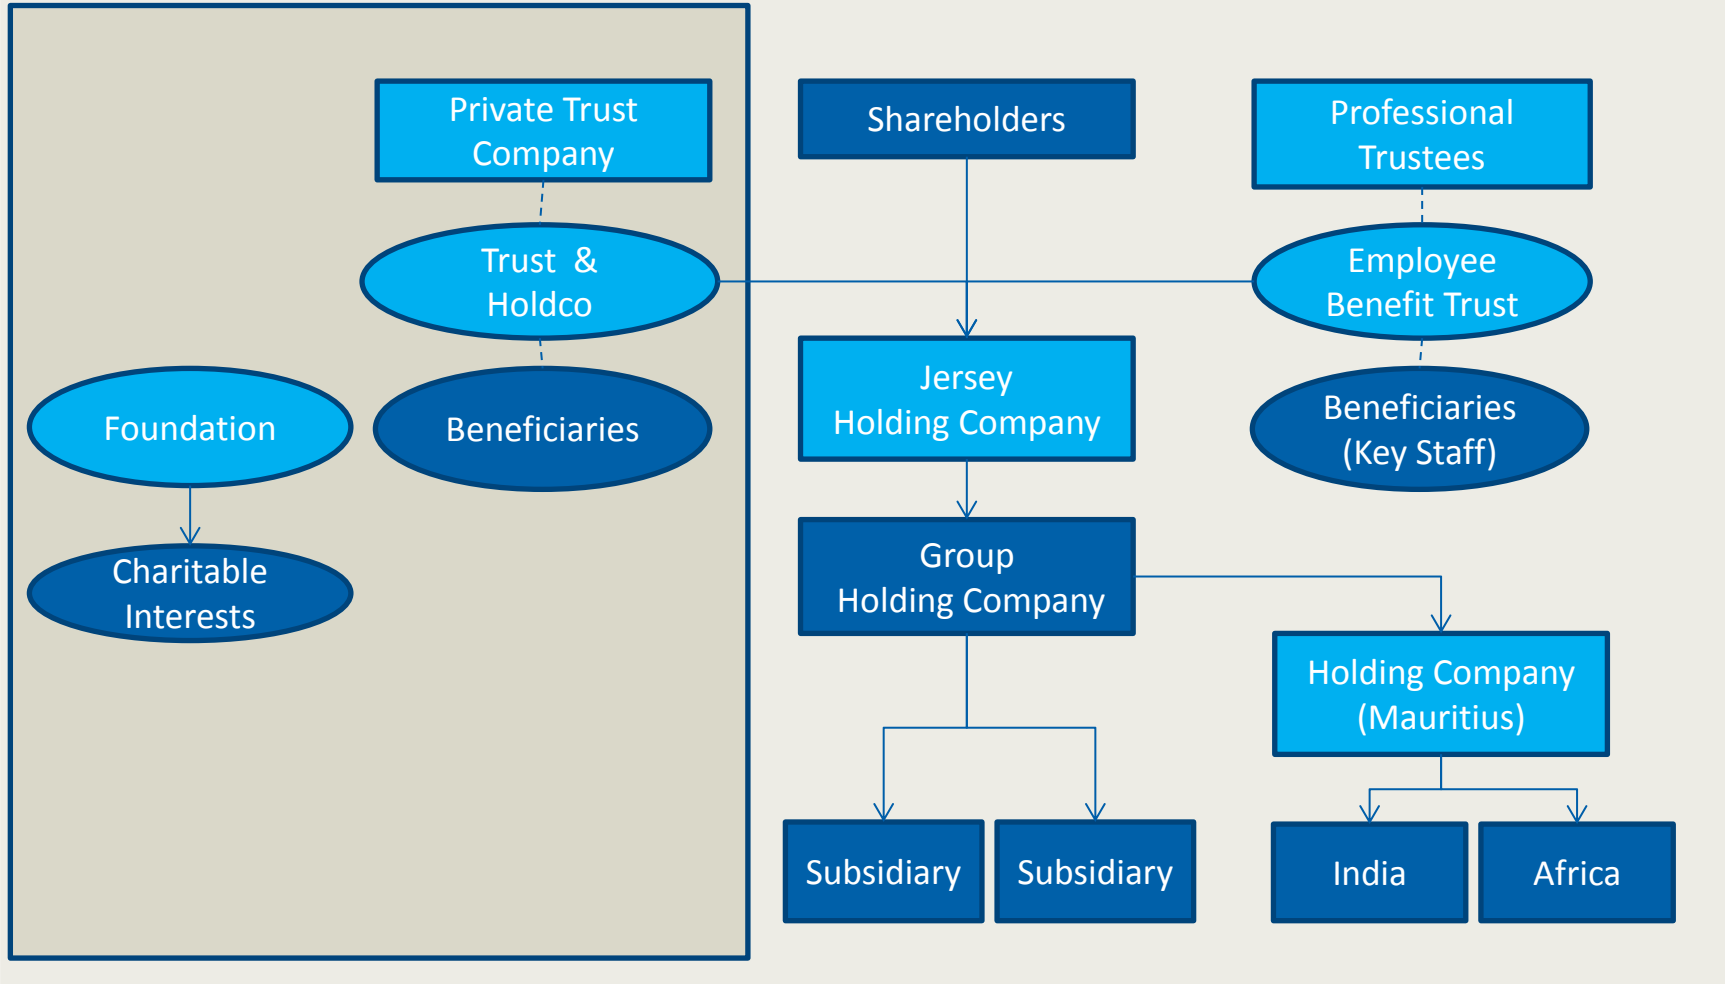 Private Trust
Company
Shareholders
Professional
Trustees
Trust &
Holdco
Employee
Benefit Trust
Foundation
Beneficiaries
Jersey
Holding Company
Beneficiaries
(Key Staff)
Charitable
Interests
Group
Holding Company
Holding Company
(Mauritius)
Subsidiary
Subsidiary
India
Africa